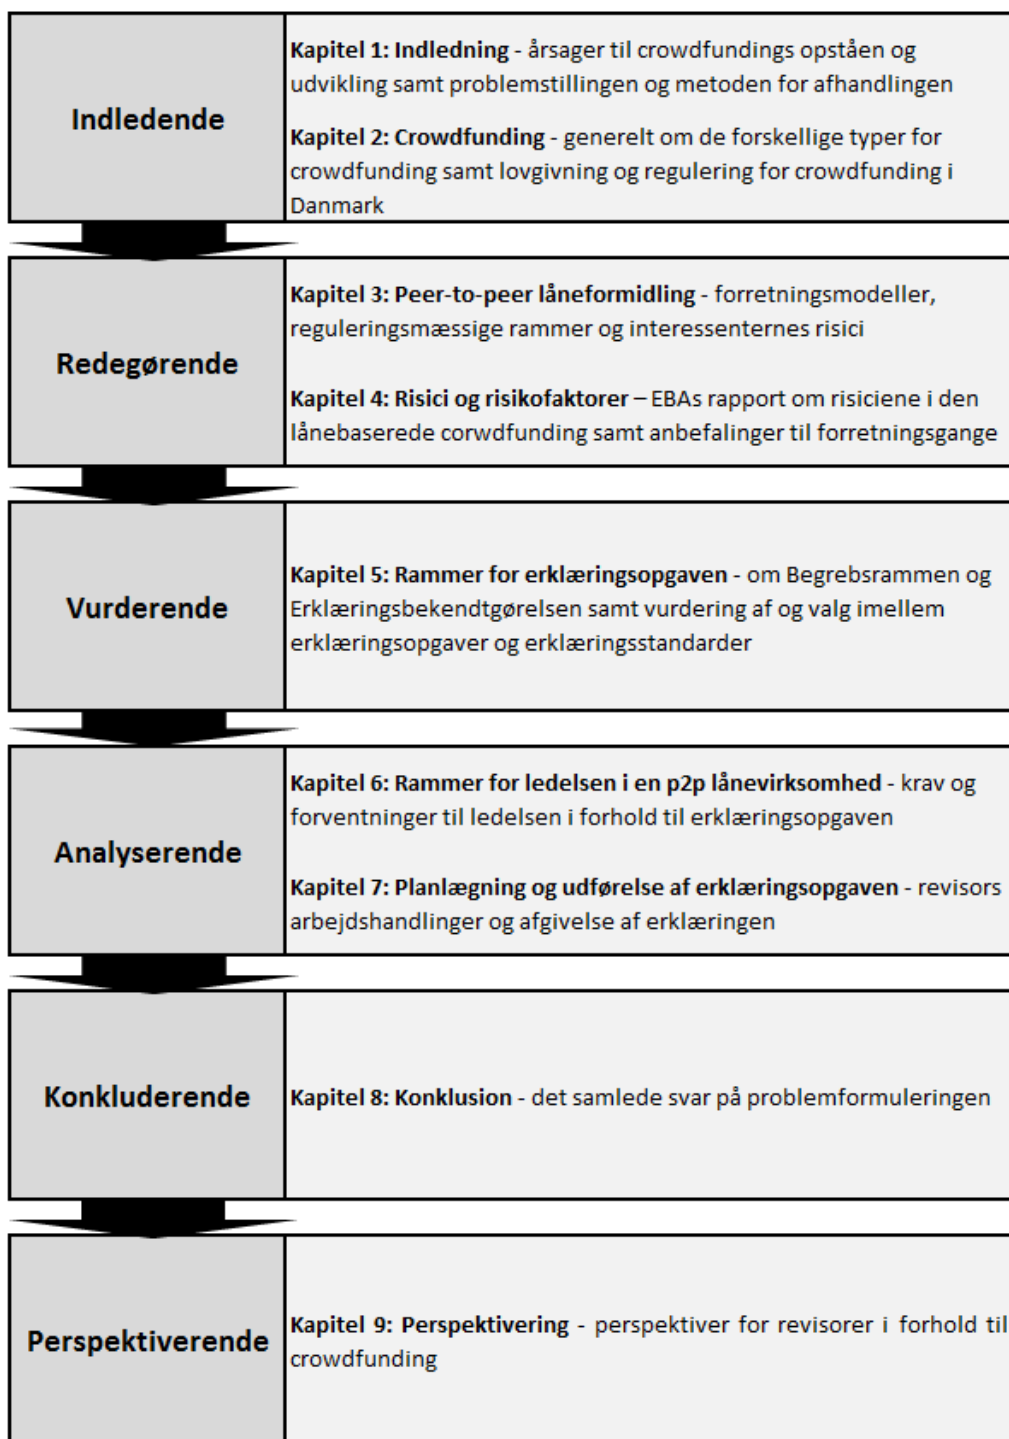 Indledende
Kapitel 1: Indledning - årsager til crowdfundings opståen og
udvikling samt problemstillingen og metoden for afhandlingen
Kapitel 2: Crowdfunding - generelt om de forskellige typer for
crowdfunding samt lovgivning og regulering for crowdfunding i
Danmark
Redegørende
Kapitel 3: Peer-to-peer låneformidling - forretningsmodeller,
reguleringsmæssige rammer og interessenternes risici
Kapitel 4: Risici og risikofaktorer – EBAs rapport om risiciene i den
lånebaserede corwdfunding samt anbefalinger til forretningsgange
Vurderende
Kapitel 5: Rammer for erklæringsopgaven - om Begrebsrammen og
Erklæringsbekendtgørelsen samt vurdering af og valg imellem
erklæringsopgaver og erklæringsstandarder
Analyserende
Kapitel 6: Rammer for ledelsen i en p2p lånevirksomhed - krav og
forventninger til ledelsen i forhold til erklæringsopgaven
Kapitel 7: Planlægning og udførelse af erklæringsopgaven - revisors
arbejdshandlinger og afgivelse af erklæringen
Konkluderende
Kapitel 8: Konklusion - det samlede svar på problemformuleringen
Perspektiverende
Kapitel 9: Perspektivering - perspektiver for revisorer i forhold til
crowdfunding